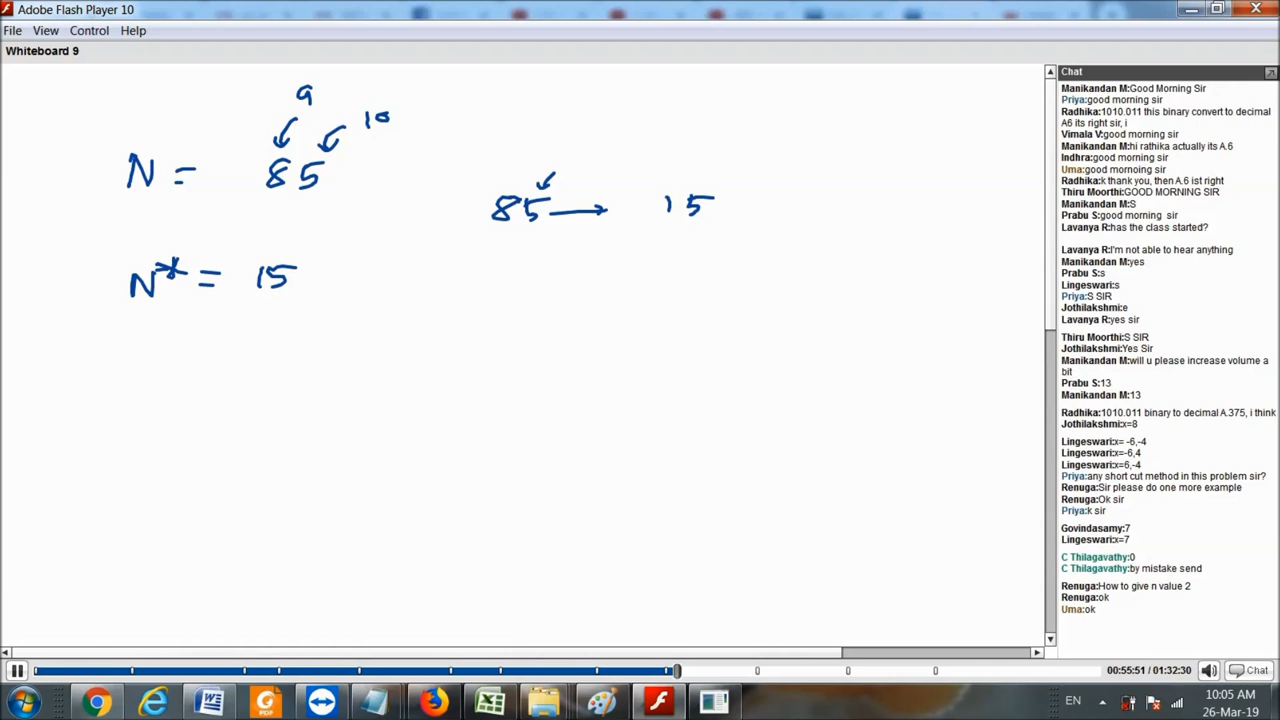 Adobe Flash Player 10
File View Control Help
Whiteboard 9
9
10
N = 85
85 → 15
N* = 15
Chat
Manikandan M:Good Morning Sir
Priya:good morning sir
Radhika:1010.011 this binary convert to decimal
A6 its right sir, i
Vimala V:good morning sir
Manikandan M:hi rathika actually its A.6
Indhra:good morning sir
Uma:good mornoing sir
Radhika:k thank you, then A.6 ist right
Thiru Moorthi:GOOD MORNING SIR
Manikandan M:S
Prabu S:good morning sir
Lavanya R:has the class started?
Lavanya R:I'm not able to hear anything
Manikandan M:yes
Prabu S:s
Lingeswari:s
Priya:S SIR
Jothilakshmi:e
Lavanya R:yes sir
Thiru Moorthi:S SIR
Jothilakshmi:Yes Sir
Manikandan M:will u please increase volume a
bit
Prabu S:13
Manikandan M:13
Radhika:1010.011 binary to decimal A.375, i think
Jothilakshmi:x=8
Lingeswari:x= -6,-4
Lingeswari:x=-6,4
Lingeswari:x=6,-4
Priya:any short cut method in this problem sir?
Renuga:Sir please do one more example
Renuga:Ok sir
Priya:k sir
Govindasamy:7
Lingeswari:x=7
C Thilagavathy:0
C Thilagavathy:by mistake send
Renuga:How to give n value 2
Renuga:ok
Uma:ok
00:55:51 / 01:32:30
Chat
EN
10:05 AM
26-Mar-19